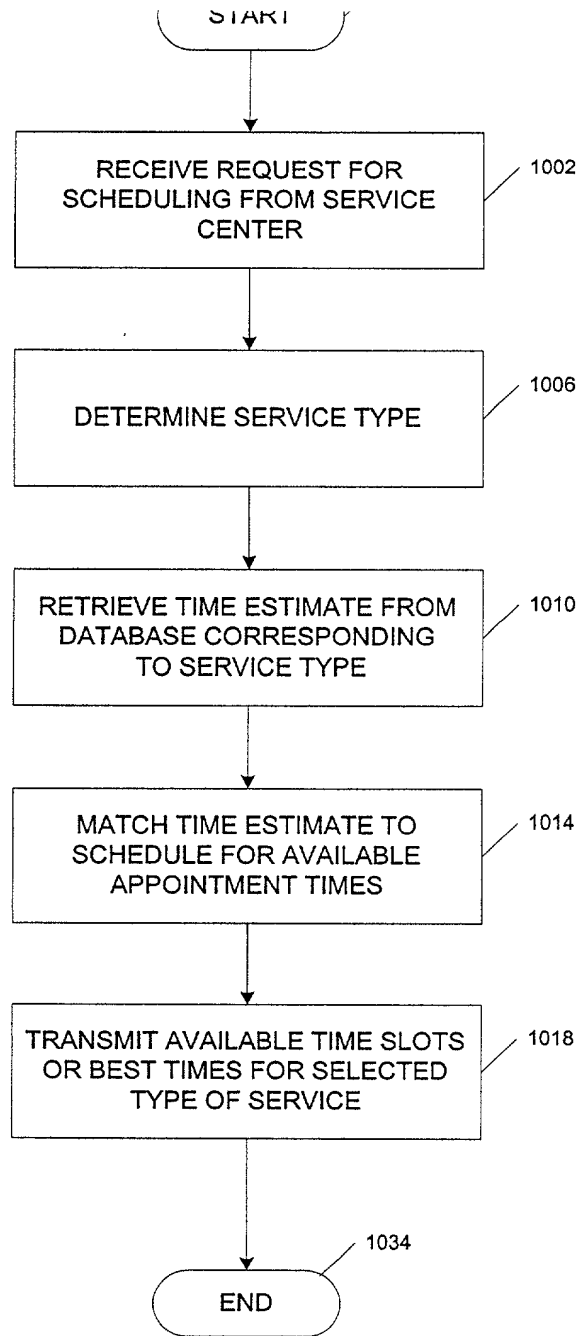 START
RECEIVE REQUEST FOR
SCHEDULING FROM SERVICE
CENTER
1002
DETERMINE SERVICE TYPE
1006
RETRIEVE TIME ESTIMATE FROM
DATABASE CORRESPONDING
TO SERVICE TYPE
1010
MATCH TIME ESTIMATE TO
SCHEDULE FOR AVAILABLE
APPOINTMENT TIMES
1014
TRANSMIT AVAILABLE TIME SLOTS
OR BEST TIMES FOR SELECTED
TYPE OF SERVICE
1018
1034
END